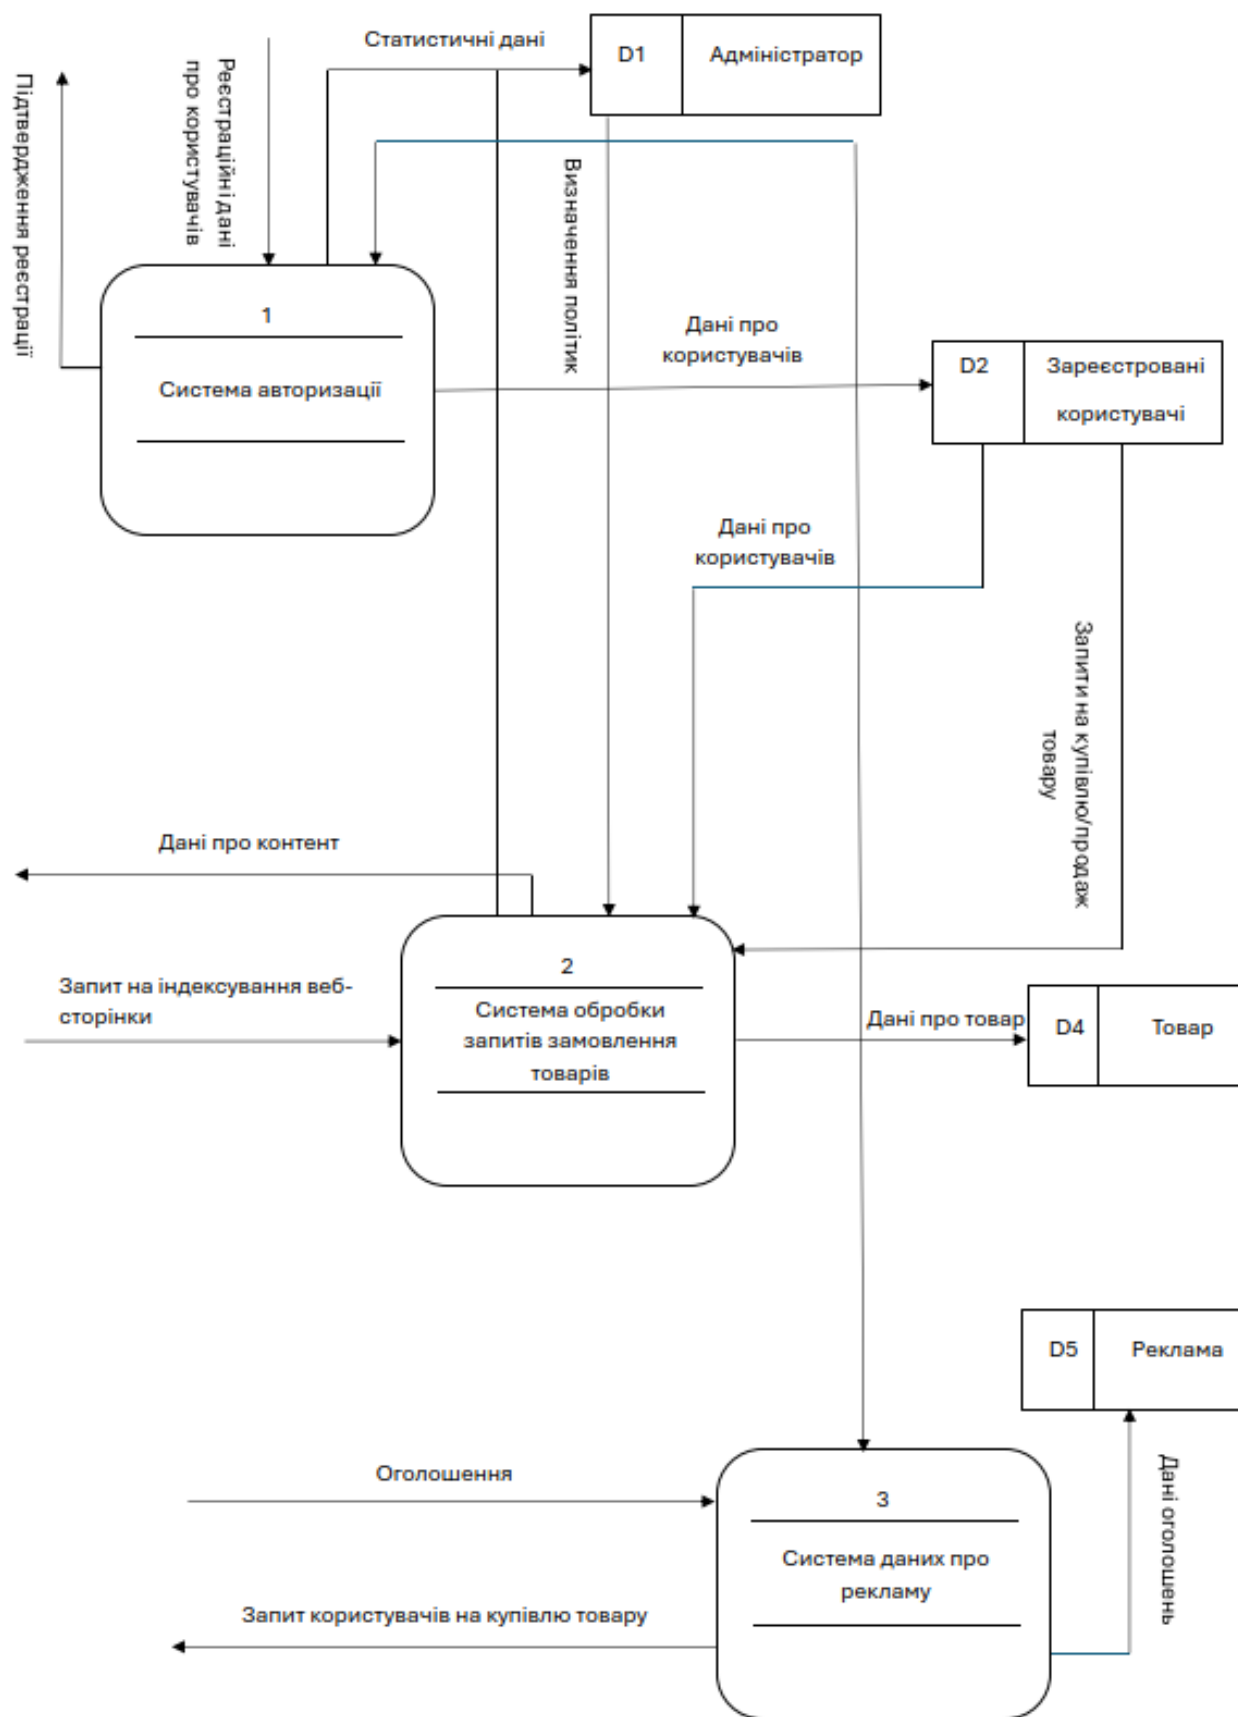 Статистичні дані
D1
Адміністратор
Підтвердження реєстрації
Реєстраційні дані
про користувачів
Визначення політик
1
Система авторизації
Дані про
користувачів
D2
Зареєстровані
користувачі
Дані про
користувачів
Запити на купівлю/продаж
товару
Дані про контент
Запит на індексування веб-
сторінки
2
Система обробки
запитів замовлення
товарів
Дані про товар
D4
Товар
D5
Реклама
Оголошення
3
Система даних про
рекламу
Запит користувачів на купівлю товару
Дані оголошень